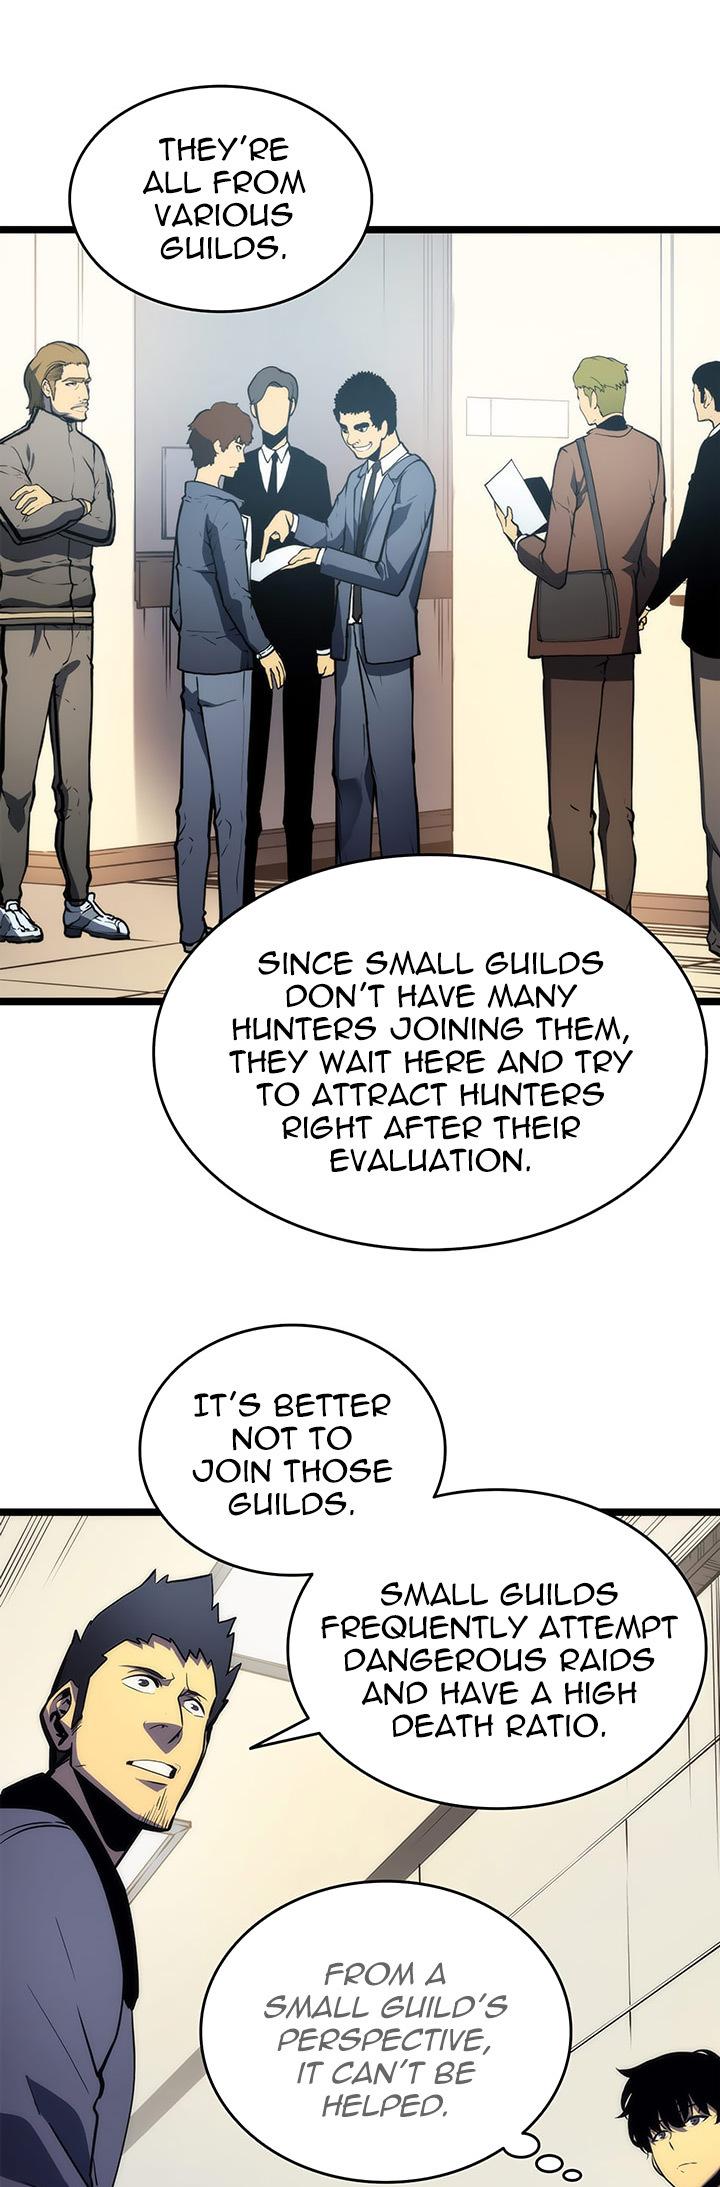 THEY'RE
ALL FROM
VARIOUS
GUILDS.
SINCE SMALL GUILDS
DON'T HAVE MANY
HUNTERS JOINING THEM,
THEY WAIT HERE AND TRY
TO ATTRACT HUNTERS
RIGHT AFTER THEIR
EVALUATION.
IT'S BETTER
NOT TO
JOIN THOSE
GUILDS.
SMALL GUILDS
FREQUENTLY ATTEMPT
DANGEROUS RAIDS
AND HAVE A HIGH
DEATH RATIO.
FROM A
SMALL GUILD'S
PERSPECTIVE,
IT CAN'T BE
HELPED.